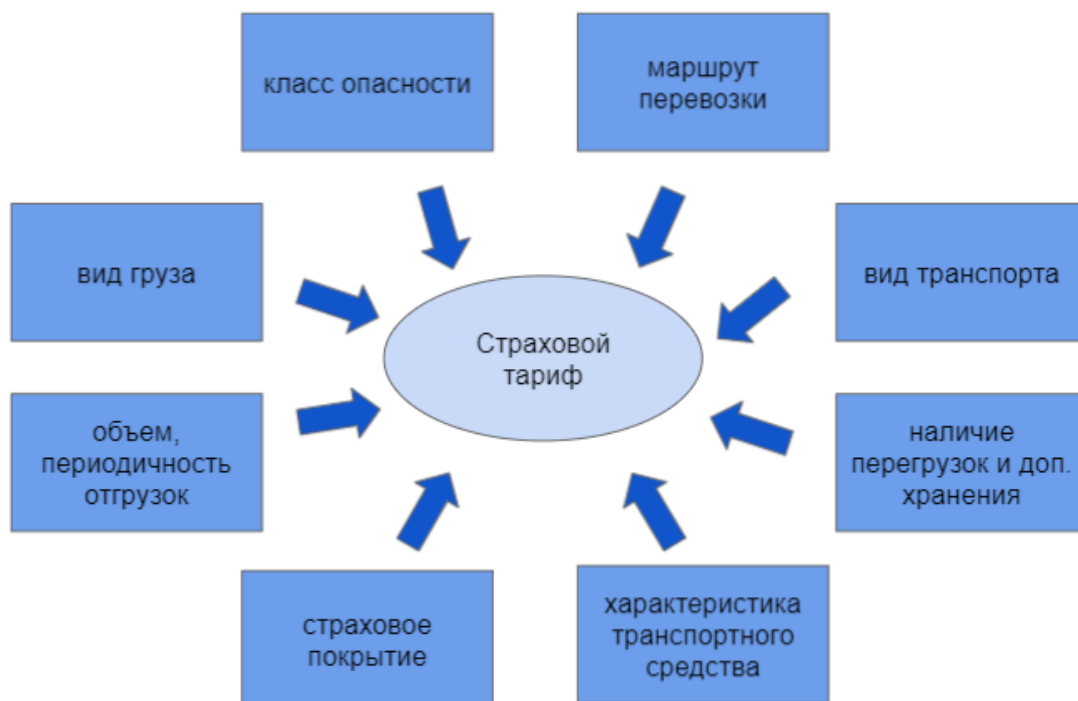 класс опасности
маршрут
перевозки
вид груза
вид транспорта
Страховой
тариф
объем,
периодичность
отгрузок
наличие
перегрузок и доп.
хранения
страховое
покрытие
характеристика
транспортного
средства